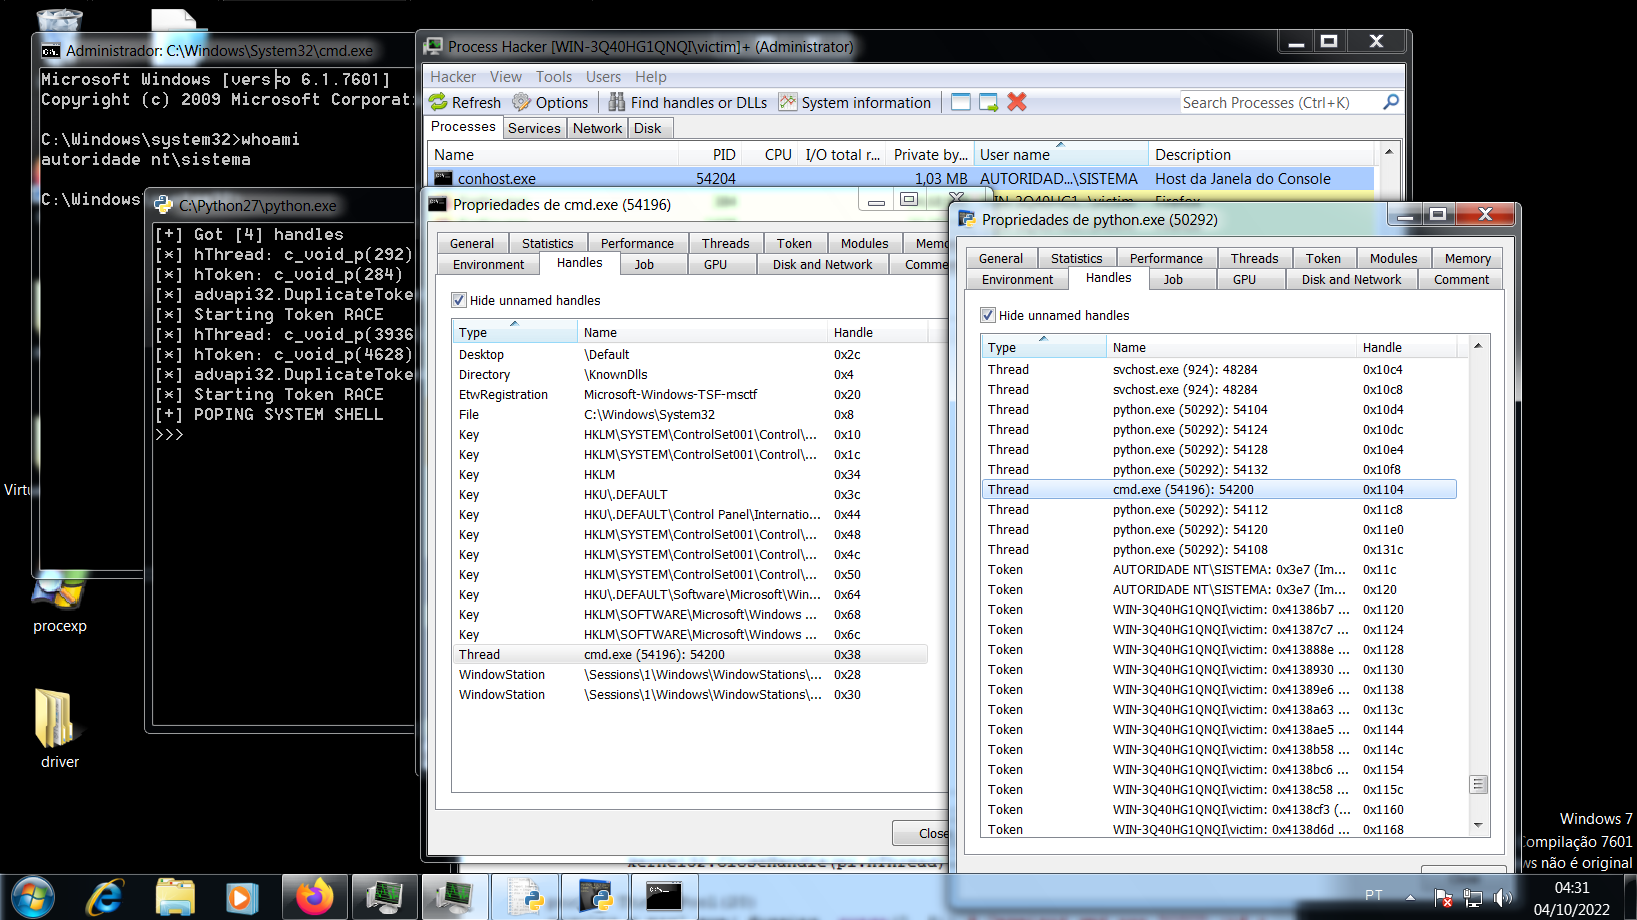 Administrador: C:\Windows\System32\cmd.exe
Microsoft Windows [versão 6.1.7601]
Copyright (c) 2009 Microsoft Corporat
C:\Windows\system32>whoami
autoridade nt\sistema
C:\Windows\
C:\Python27\python.exe
[+] Got [4] handles
[*] hThread: c_void_p(292)
[*] hToken: c_void_p(284)
[*] advapi32.DuplicateToke
[*] Starting Token RACE
[*] hThread: c_void_p(3936
[*] hToken: c_void_p(4628)
[*] advapi32.DuplicateToke
[*] Starting Token RACE
[+] POPING SYSTEM SHELL
>>>
Virtu
procexp
driver
Process Hacker [WIN-3Q40HG1QNQI\victim]+ (Administrator)
Hacker View Tools Users Help
Refresh Options Find handles or DLLs System information Search Processes (Ctrl+K)
Processes Services Network Disk
Name PID CPU I/O total r... Private by... User name Description
conhost.exe 54204 1,03 MB AUTORIDAD...\SISTEMA Host da Janela do Console
Propriedades de cmd.exe (54196)
General Statistics Performance Threads Token Modules Memo
Environment Handles Job GPU Disk and Network Comme
Hide unnamed handles
Type Name Handle
Desktop \Default 0x2c
Directory \KnownDlls 0x4
EtwRegistration Microsoft-Windows-TSF-msctf 0x20
File C:\Windows\System32 0x8
Key HKLM\SYSTEM\ControlSet001\Control\... 0x10
Key HKLM\SYSTEM\ControlSet001\Control\... 0x1c
Key HKLM 0x34
Key HKU\.DEFAULT 0x3c
Key HKU\.DEFAULT\Control Panel\Internatio... 0x44
Key HKLM\SYSTEM\ControlSet001\Control\... 0x48
Key HKLM\SYSTEM\ControlSet001\Control\... 0x4c
Key HKLM\SYSTEM\ControlSet001\Control\... 0x50
Key HKU\.DEFAULT\Software\Microsoft\Win... 0x64
Key HKLM\SOFTWARE\Microsoft\Windows ... 0x68
Key HKLM\SOFTWARE\Microsoft\Windows ... 0x6c
Thread cmd.exe (54196): 54200 0x38
WindowStation \Sessions\1\Windows\WindowStations\... 0x28
WindowStation \Sessions\1\Windows\WindowStations\... 0x30
Close
Propriedades de python.exe (50292)
General Statistics Performance Threads Token Modules Memory
Environment Handles Job GPU Disk and Network Comment
Hide unnamed handles
Type Name Handle
Thread svchost.exe (924): 48284 0x10c4
Thread svchost.exe (924): 48284 0x10c8
Thread python.exe (50292): 54104 0x10d4
Thread python.exe (50292): 54124 0x10dc
Thread python.exe (50292): 54128 0x10e4
Thread python.exe (50292): 54132 0x10f8
Thread cmd.exe (54196): 54200 0x1104
Thread python.exe (50292): 54112 0x11c8
Thread python.exe (50292): 54120 0x11e0
Thread python.exe (50292): 54108 0x131c
Token AUTORIDADE NT\SISTEMA: 0x3e7 (Im... 0x11c
Token AUTORIDADE NT\SISTEMA: 0x3e7 (Im... 0x120
Token WIN-3Q40HG1QNQI\victim: 0x41386b7 ... 0x1120
Token WIN-3Q40HG1QNQI\victim: 0x41387c7 ... 0x1124
Token WIN-3Q40HG1QNQI\victim: 0x413888e ... 0x1128
Token WIN-3Q40HG1QNQI\victim: 0x4138930 ... 0x1130
Token WIN-3Q40HG1QNQI\victim: 0x41389e6 ... 0x1138
Token WIN-3Q40HG1QNQI\victim: 0x4138a63 ... 0x113c
Token WIN-3Q40HG1QNQI\victim: 0x4138ae5 ... 0x1144
Token WIN-3Q40HG1QNQI\victim: 0x4138b58 ... 0x114c
Token WIN-3Q40HG1QNQI\victim: 0x4138bc6 ... 0x1154
Token WIN-3Q40HG1QNQI\victim: 0x4138c58 ... 0x115c
Token WIN-3Q40HG1QNQI\victim: 0x4138cf3 (... 0x1160
Token WIN-3Q40HG1QNQI\victim: 0x4138d6d ... 0x1168
Windows 7
Compilação 7601
ws não é original
PT
04:31
04/10/2022